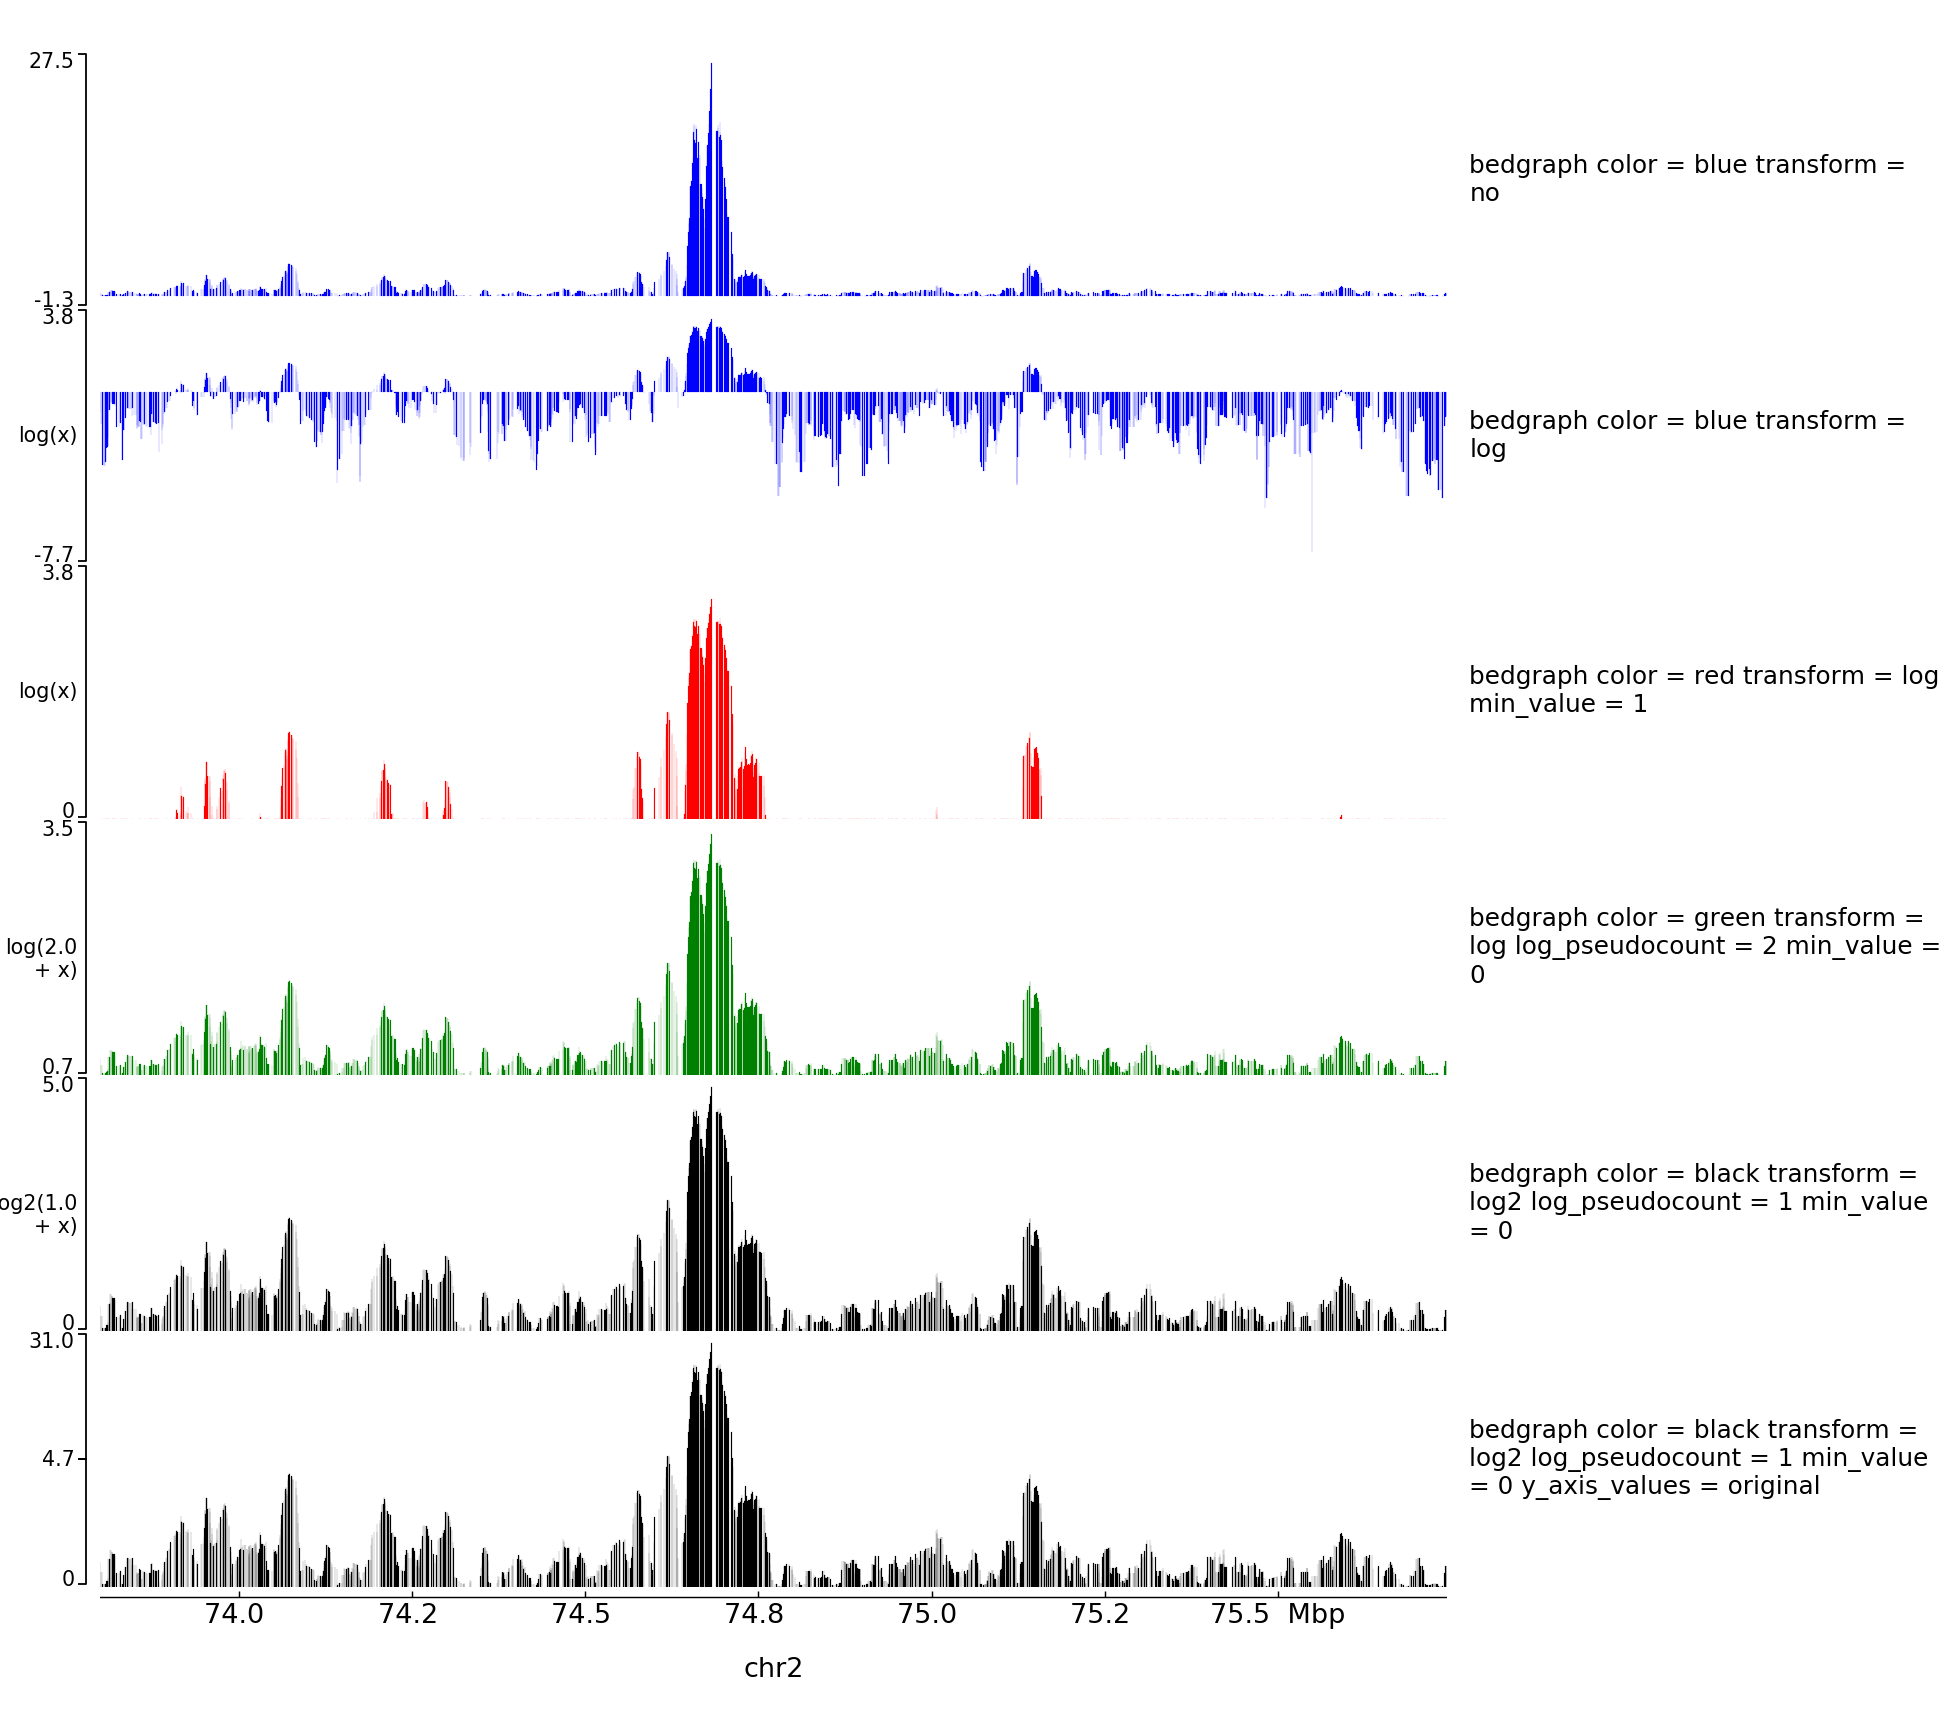 27.5
-1.3
bedgraph color = blue transform =
no
3.8
log(x)
-7.7
bedgraph color = blue transform =
log
3.8
log(x)
0
bedgraph color = red transform = log
min_value = 1
3.5
log(2.0
+ x)
0.7
bedgraph color = green transform =
log log_pseudocount = 2 min_value =
0
5.0
og2(1.0
+ x)
0
bedgraph color = black transform =
log2 log_pseudocount = 1 min_value
= 0
31.0
4.7
0
bedgraph color = black transform =
log2 log_pseudocount = 1 min_value
= 0 y_axis_values = original
74.0 74.2 74.5 74.8 75.0 75.2 75.5 Mbp
chr2